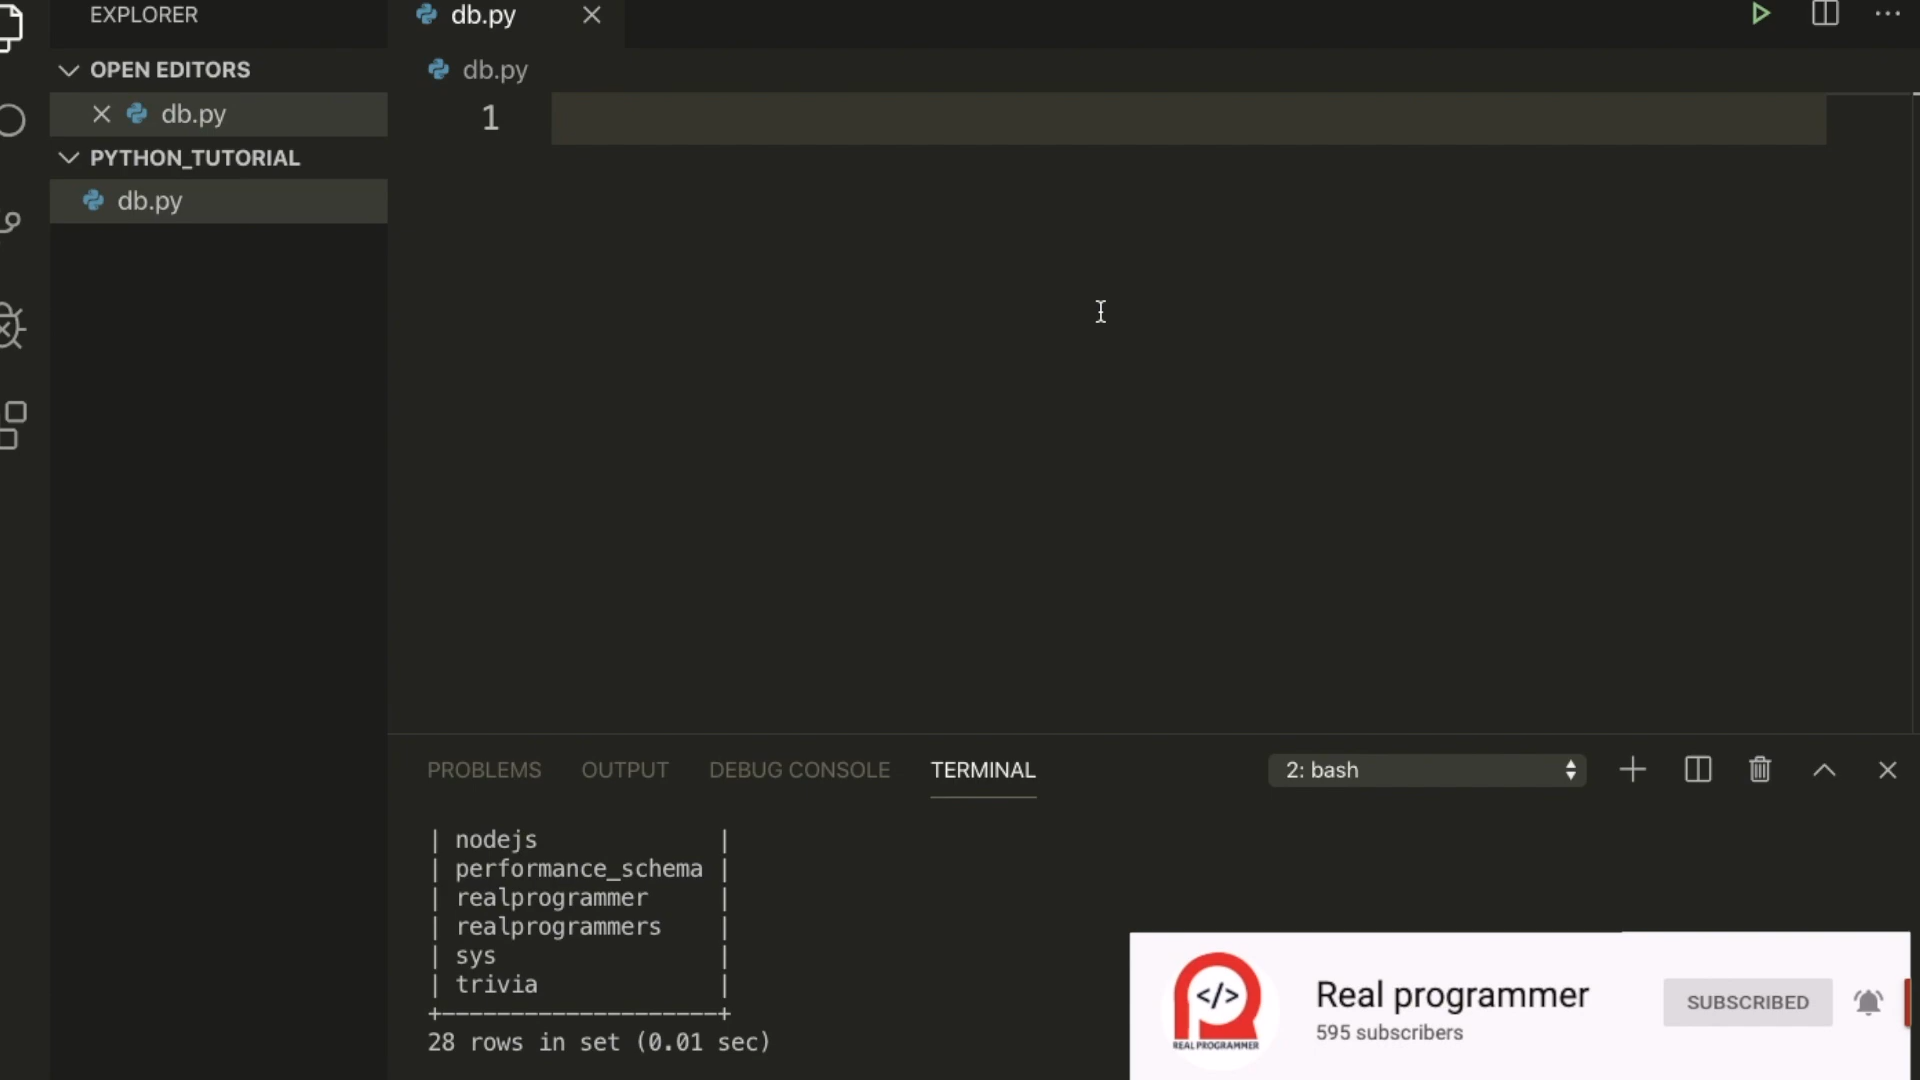 EXPLORER
db.py
OPEN EDITORS
db.py
db.py
1
PYTHON_TUTORIAL
db.py
PROBLEMS OUTPUT DEBUG CONSOLE TERMINAL 2: bash
| nodejs |
| performance_schema |
| realprogrammer |
| realprogrammers |
| sys |
| trivia |
+--------------------+
28 rows in set (0.01 sec)
</> REAL PROGRAMMER
Real programmer
595 subscribers
SUBSCRIBED